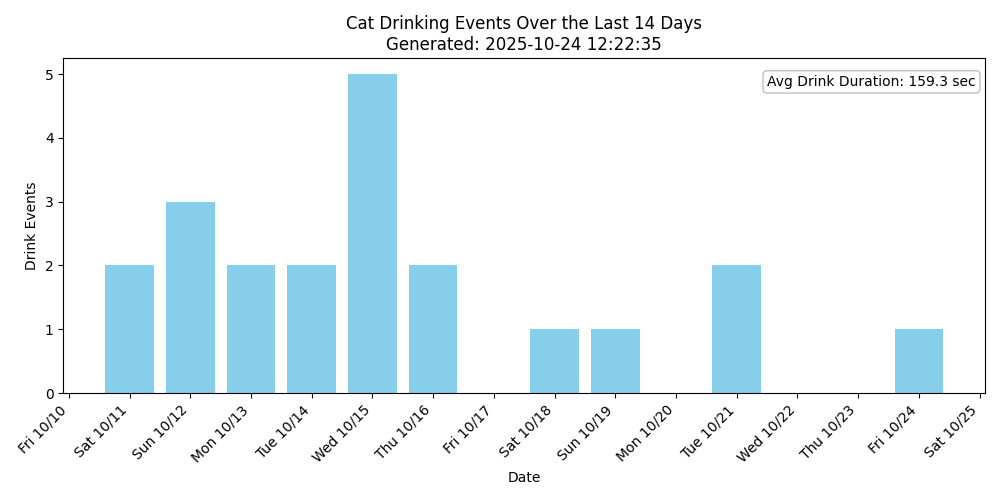 Cat Drinking Events Over the Last 14 Days
Generated: 2025-10-24 12:22:35
Avg Drink Duration: 159.3 sec
Drink Events
5
4
3
2
1
0
Fri 10/10
Sat 10/11
Sun 10/12
Mon 10/13
Tue 10/14
Wed 10/15
Thu 10/16
Fri 10/17
Sat 10/18
Sun 10/19
Mon 10/20
Tue 10/21
Wed 10/22
Thu 10/23
Fri 10/24
Sat 10/25
Date